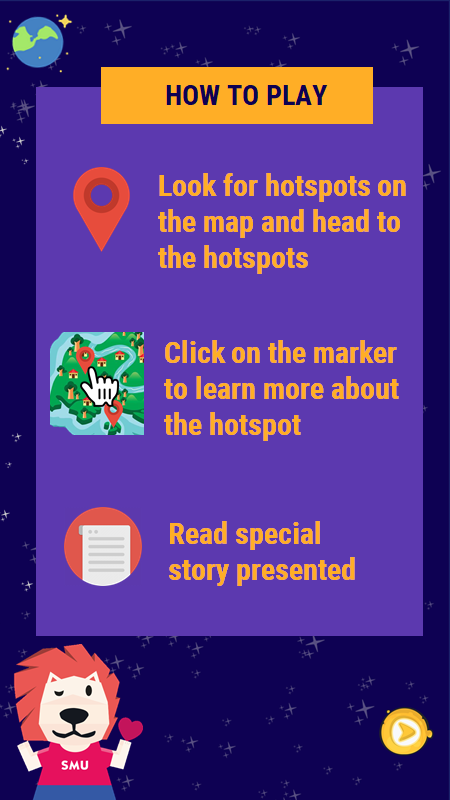 HOW TO PLAY
Look for hotspots on
the map and head to
the hotspots
Click on the marker
to learn more about
the hotspot
Read special
story presented
SMU